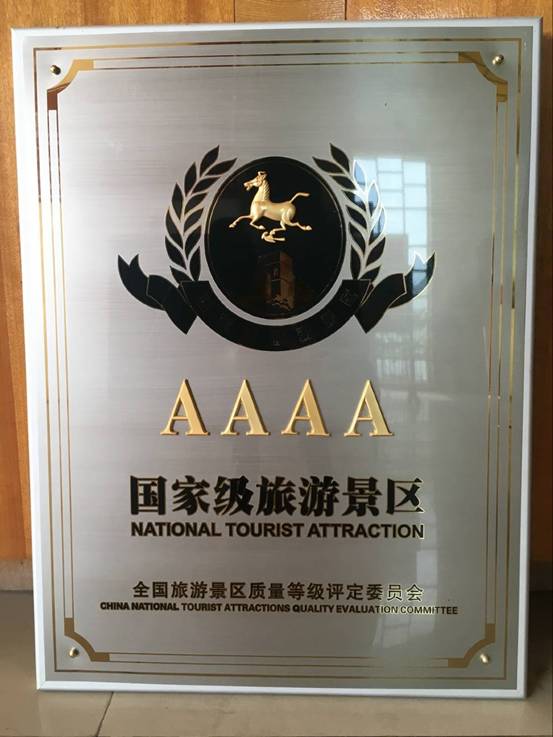 AAAA
国家级旅游景区
NATIONAL TOURIST ATTRACTION
全国旅游景区质量等级评定委员会
CHINA NATIONAL TOURIST ATTRACTIONS QUALITY EVALUATION COMMITTEE